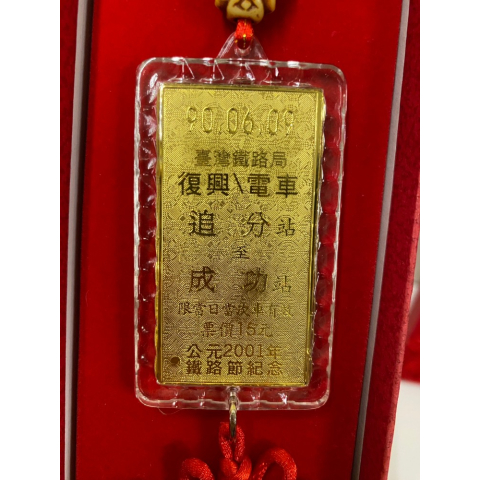 90.06.09
臺灣鐵路局
復興\電車
追分站
至
成功站
限當日當次車有效
票價15元
公元2001年
鐵路節紀念